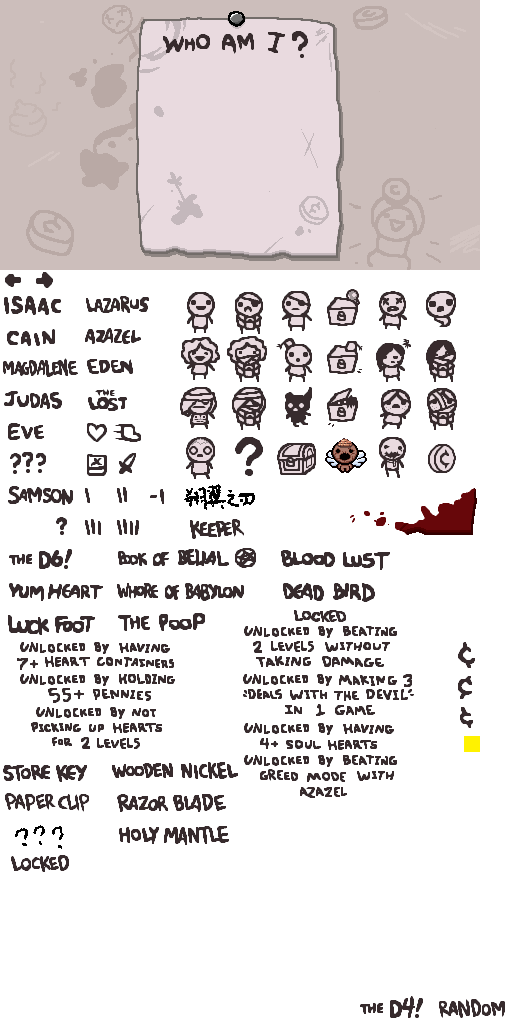 WHO AM I?
ISAAC LAZARUS
CAIN AZAZEL
MAGDALENE EDEN
JUDAS THE LOST
EVE
???
?
SAMSON I II -I
? III IIII KEEPER
THE D6! BOOK OF BELIAL BLOOD LUST
YUM HEART WHORE OF BABYLON DEAD BIRD
LUCK FOOT THE POOP
LOCKED
UNLOCKED BY BEATING
2 LEVELS WITHOUT
TAKING DAMAGE
UNLOCKED BY HAVING
7+ HEART CONTAINERS
UNLOCKED BY HOLDING
55+ PENNIES
UNLOCKED BY NOT
PICKING UP HEARTS
FOR 2 LEVELS
UNLOCKED BY MAKING 3
"DEALS WITH THE DEVIL"
IN 1 GAME
UNLOCKED BY HAVING
4+ SOUL HEARTS
UNLOCKED BY BEATING
GREED MODE WITH
AZAZEL
¢
¢
¢
STORE KEY WOODEN NICKEL
PAPER CLIP RAZOR BLADE
??? HOLY MANTLE
LOCKED
THE D4! RANDOM